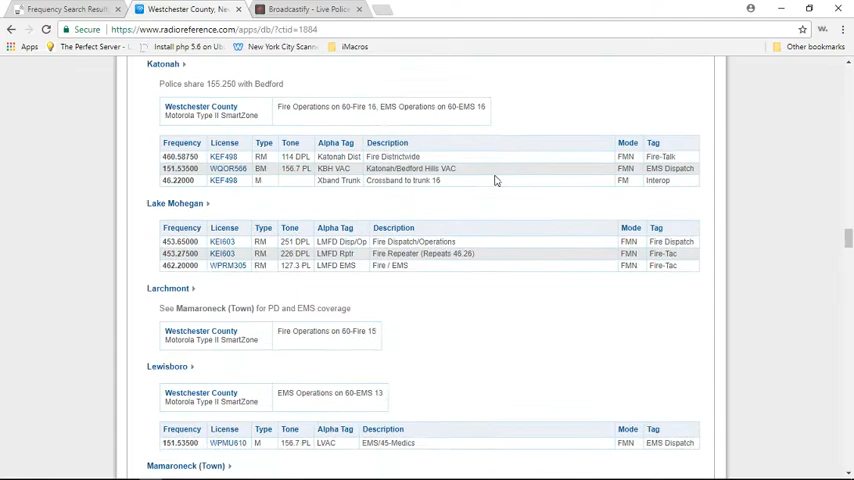 Frequency Search Results
Westchester County, Ne
Broadcastify - Live Police
Secure
https://www.radioreference.com/apps/db/?ctid=1884
Apps
The Perfect Server -
Install php 5.6 on Ub
New York City Scann
iMacros
Other bookmarks
Katonah
Police share 155.250 with Bedford
Westchester County Fire Operations on 60-Fire 16, EMS Operations on 60-EMS 16
Motorola Type II SmartZone
Frequency License Type Tone Alpha Tag Description Mode Tag
460.58750 KEF498 RM 114 DPL Katonah Dist Fire Districtwide FMN Fire-Talk
151.53500 WQOR566 BM 156.7 PL KBH VAC Katonah/Bedford Hills VAC FMN EMS Dispatch
46.22000 KEF498 M Xband Trunk Crossband to trunk 16 FM Interop
Lake Mohegan
Frequency License Type Tone Alpha Tag Description Mode Tag
453.65000 KEI603 RM 251 DPL LMFD Disp/Op Fire Dispatch/Operations FMN Fire Dispatch
453.27500 KEI603 RM 226 DPL LMFD Rptr Fire Repeater (Repeats 46.26) FMN Fire-Tac
462.20000 WPRM305 RM 127.3 PL LMFD EMS Fire / EMS FMN Fire-Tac
Larchmont
See Mamaroneck (Town) for PD and EMS coverage
Westchester County Fire Operations on 60-Fire 15
Motorola Type II SmartZone
Lewisboro
Westchester County EMS Operations on 60-EMS 13
Motorola Type II SmartZone
Frequency License Type Tone Alpha Tag Description Mode Tag
151.53500 WPMU610 M 156.7 PL LVAC EMS/45-Medics FMN EMS Dispatch
Mamaroneck (Town)